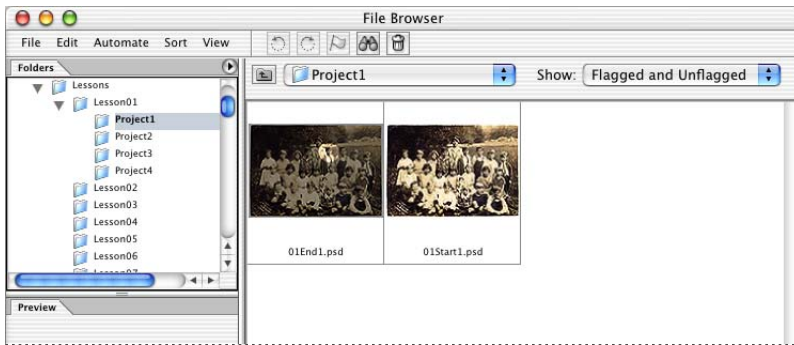 File Browser
File Edit Automate Sort View
Folders
Project1
Show: Flagged and Unflagged
Lessons
Lesson01
Project1
Project2
Project3
Project4
Lesson02
Lesson03
Lesson04
Lesson05
Lesson06
01End1.psd
01Start1.psd
Preview